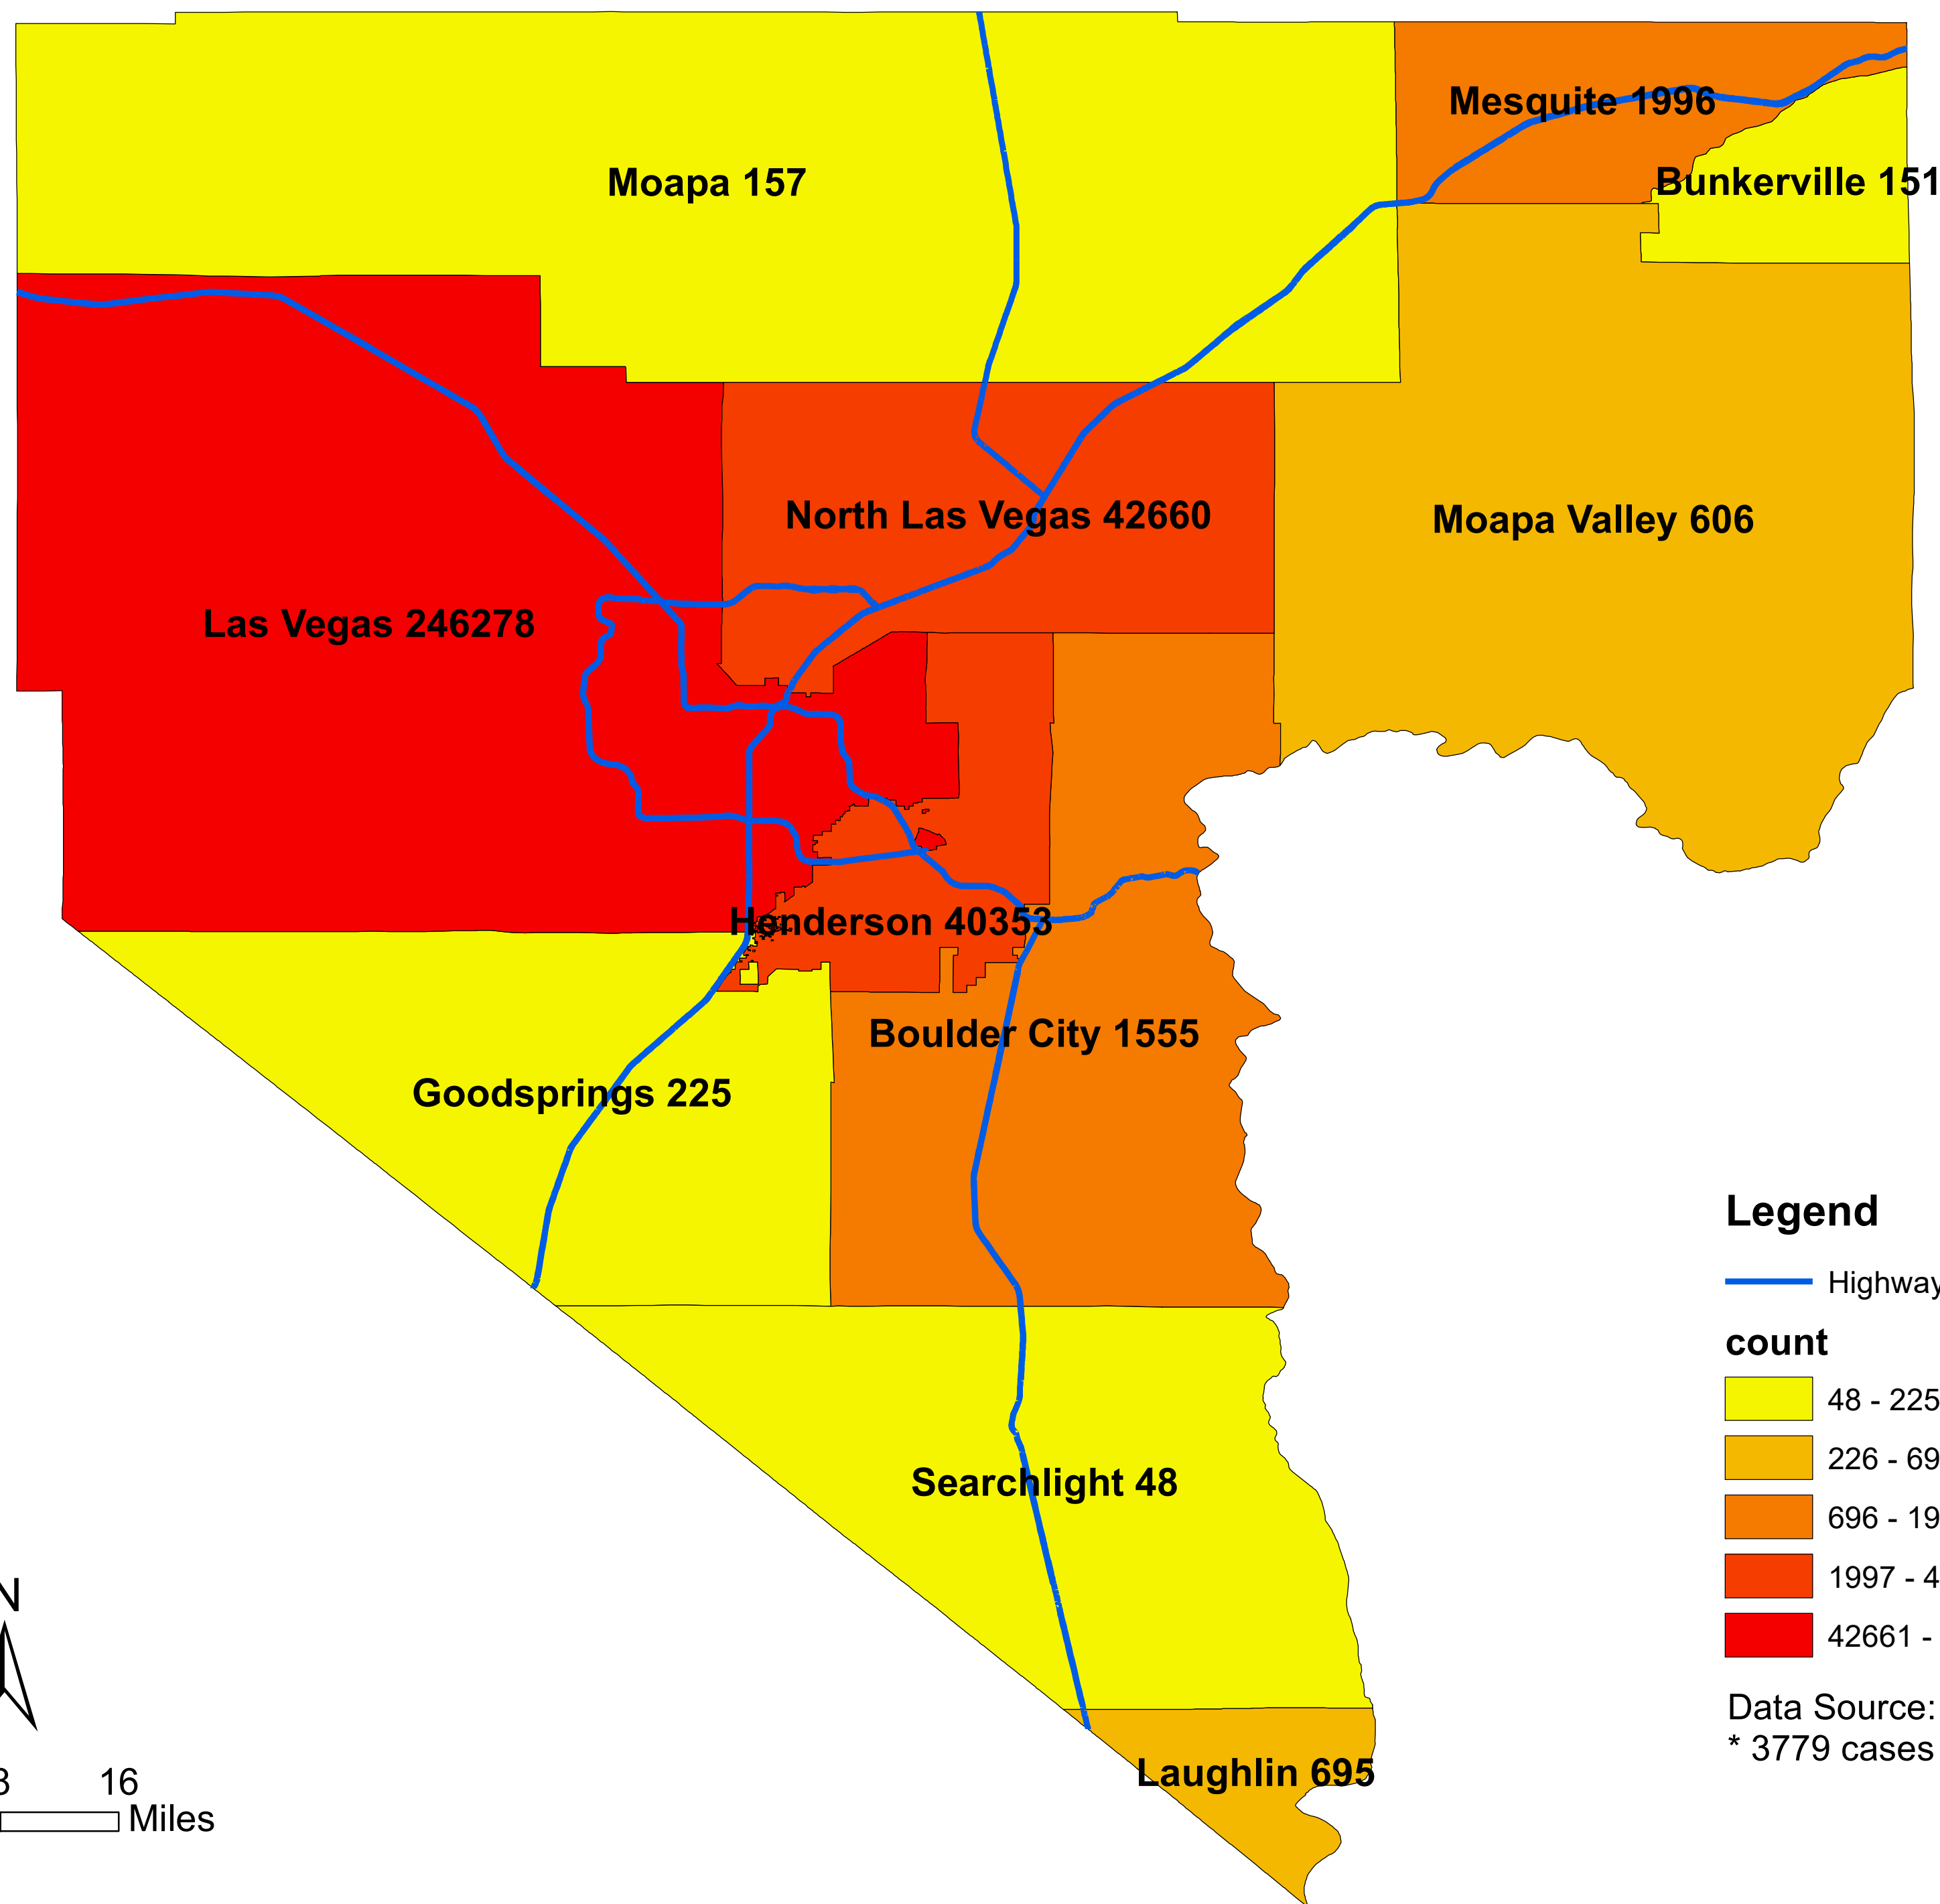 Mesquite 1996
Moapa 157
Bunkerville 151
North Las Vegas 42660
Moapa Valley 606
Las Vegas 246278
Henderson 40353
Boulder City 1555
Goodsprings 225
Legend
Highway
count
48 - 225
226 - 69
696 - 19
Searchlight 48
1997 - 4
N
42661 -
Data Source:
* 3779 cases
Laughlin 695
16
Miles